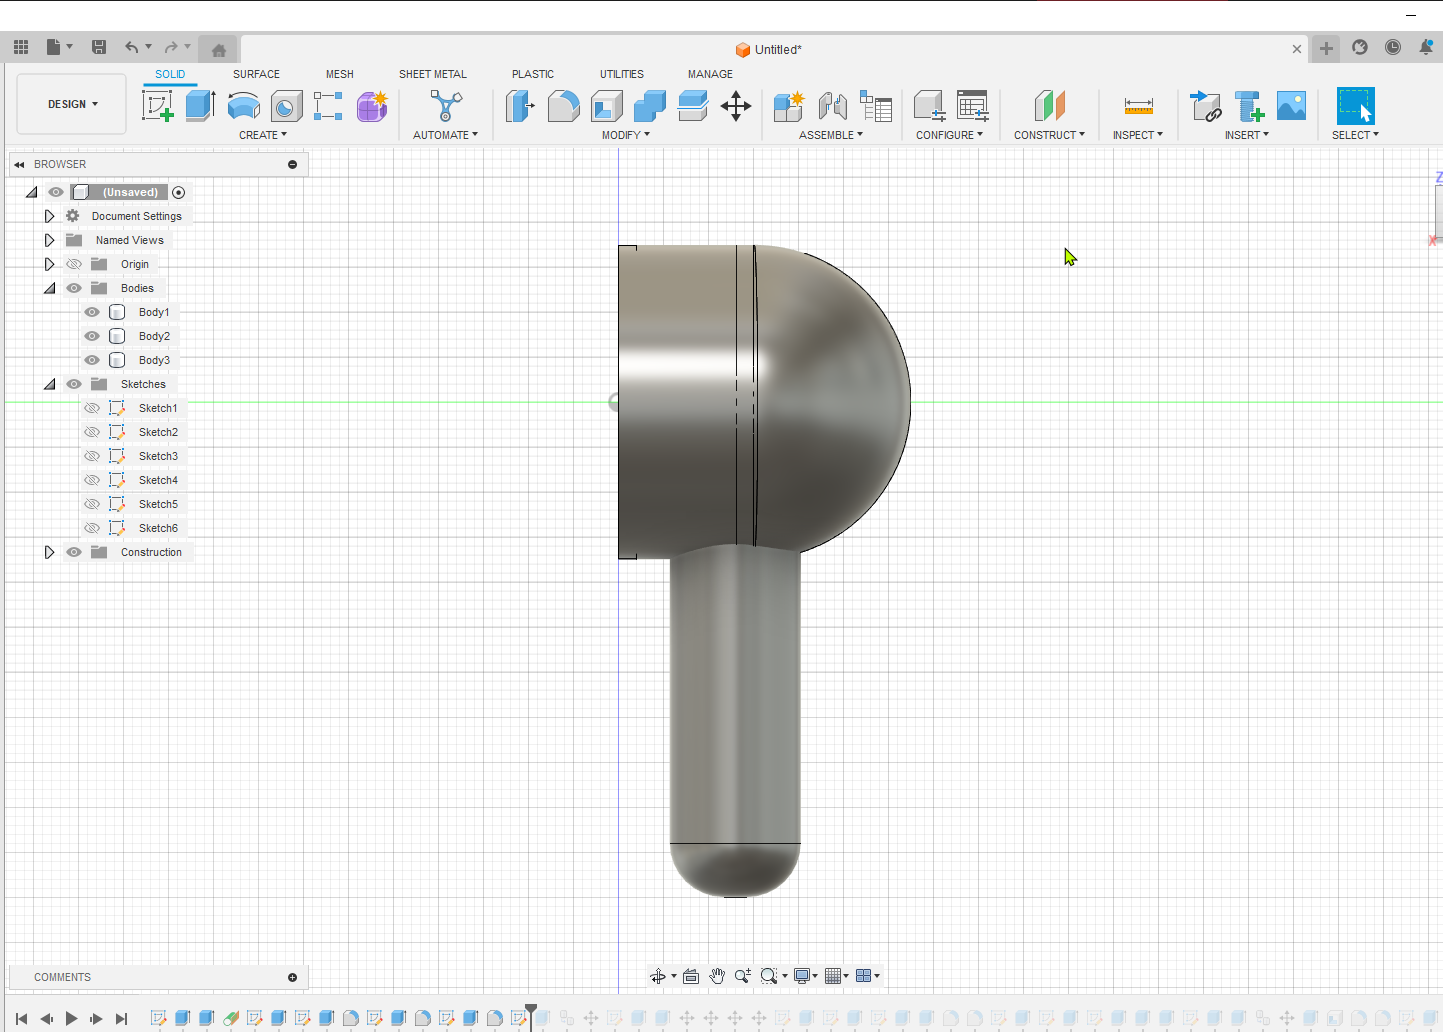 Untitled*
SOLID SURFACE MESH SHEET METAL PLASTIC UTILITIES MANAGE
DESIGN
CREATE AUTOMATE MODIFY ASSEMBLE CONFIGURE CONSTRUCT INSPECT INSERT SELECT
BROWSER
(Unsaved)
Document Settings
Named Views
Origin
Bodies
Body1
Body2
Body3
Sketches
Sketch1
Sketch2
Sketch3
Sketch4
Sketch5
Sketch6
Construction
Z
X
COMMENTS